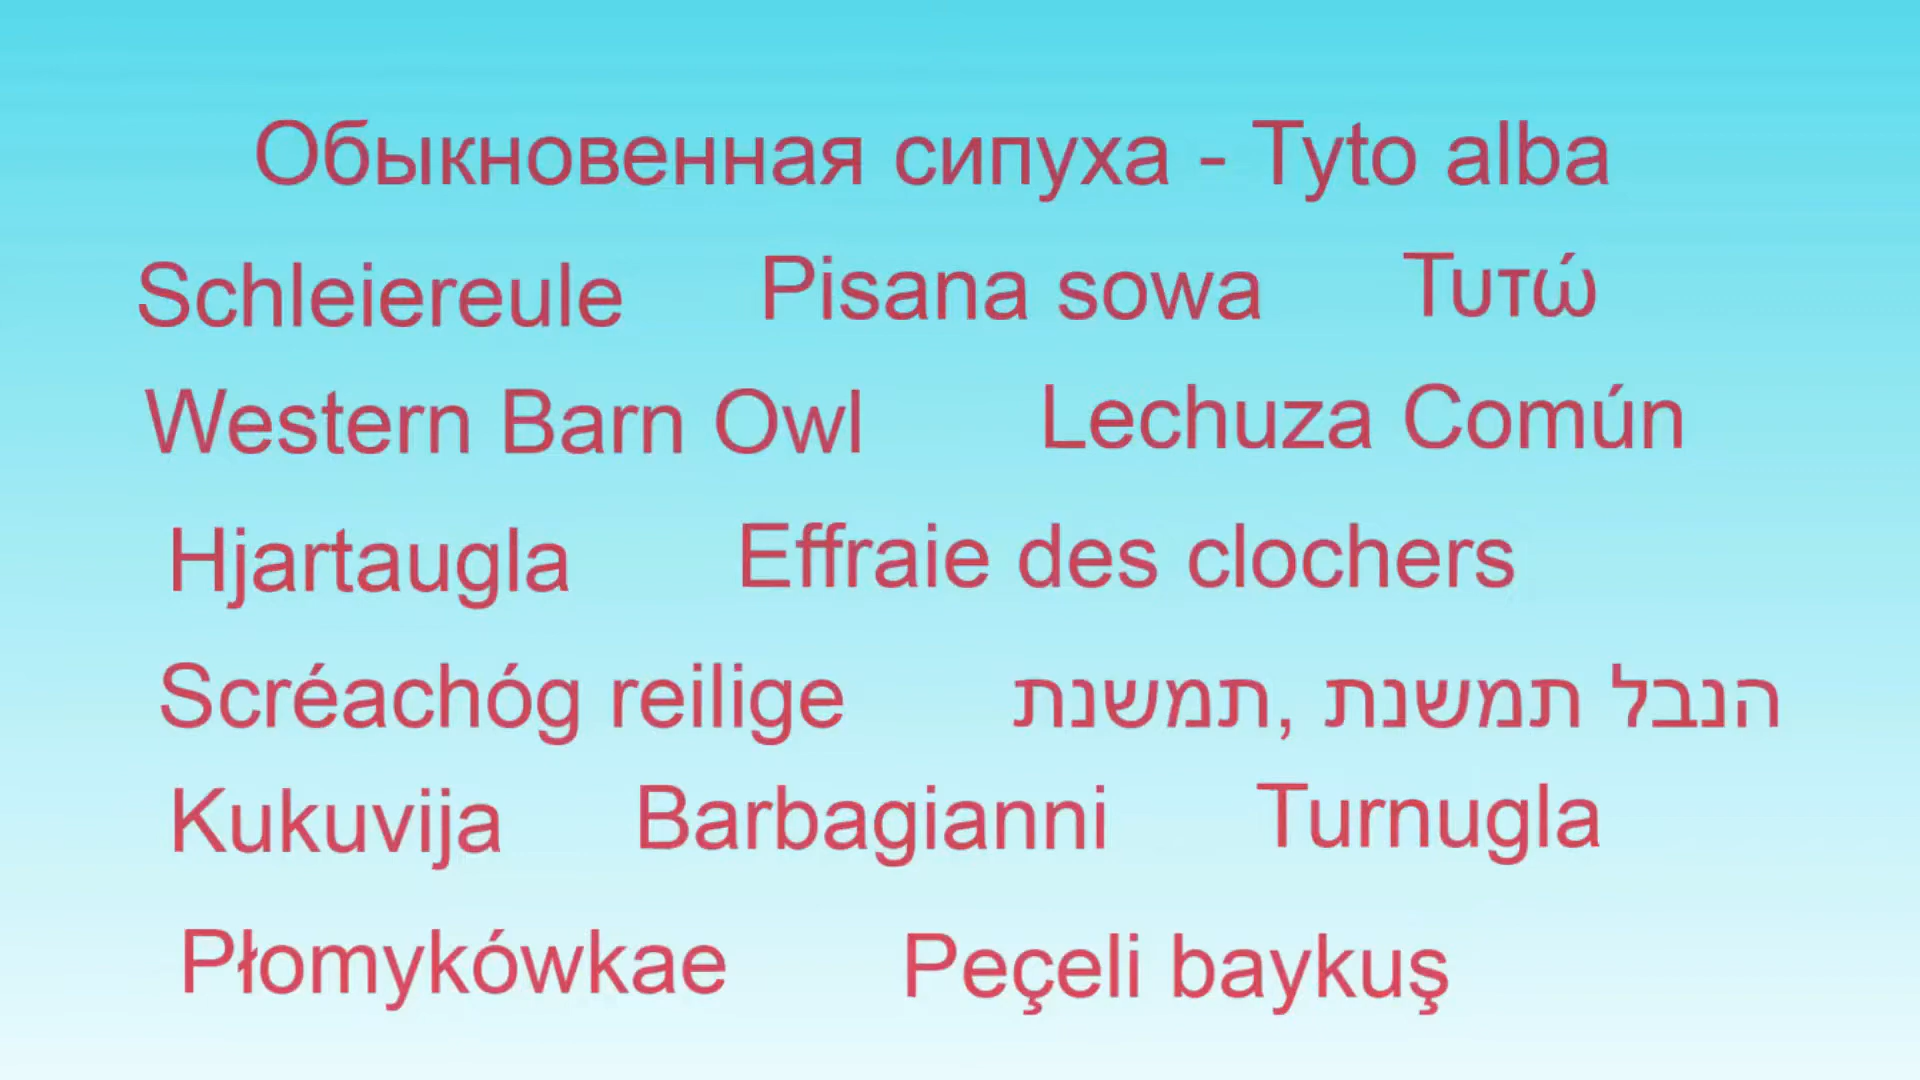 Обыкновенная сипуха - Tyto alba
Schleiereule Pisana sowa Τυτώ
Western Barn Owl Lechuza Común
Hjartaugla Effraie des clochers
Scréachóg reilige הנבל תמשנת ,תמשנת
Kukuvija Barbagianni Turnugla
Płomykówkae Peçeli baykuş